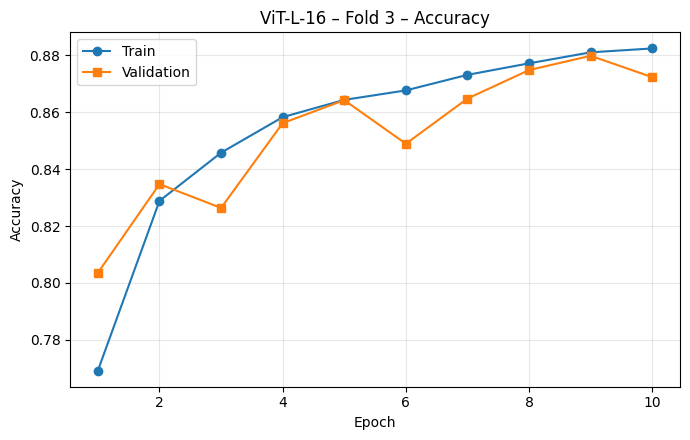 ViT-L-16 – Fold 3 – Accuracy
Train
Validation
0.88
0.86
0.84
0.82
0.80
0.78
Accuracy
2 4 6 8 10
Epoch